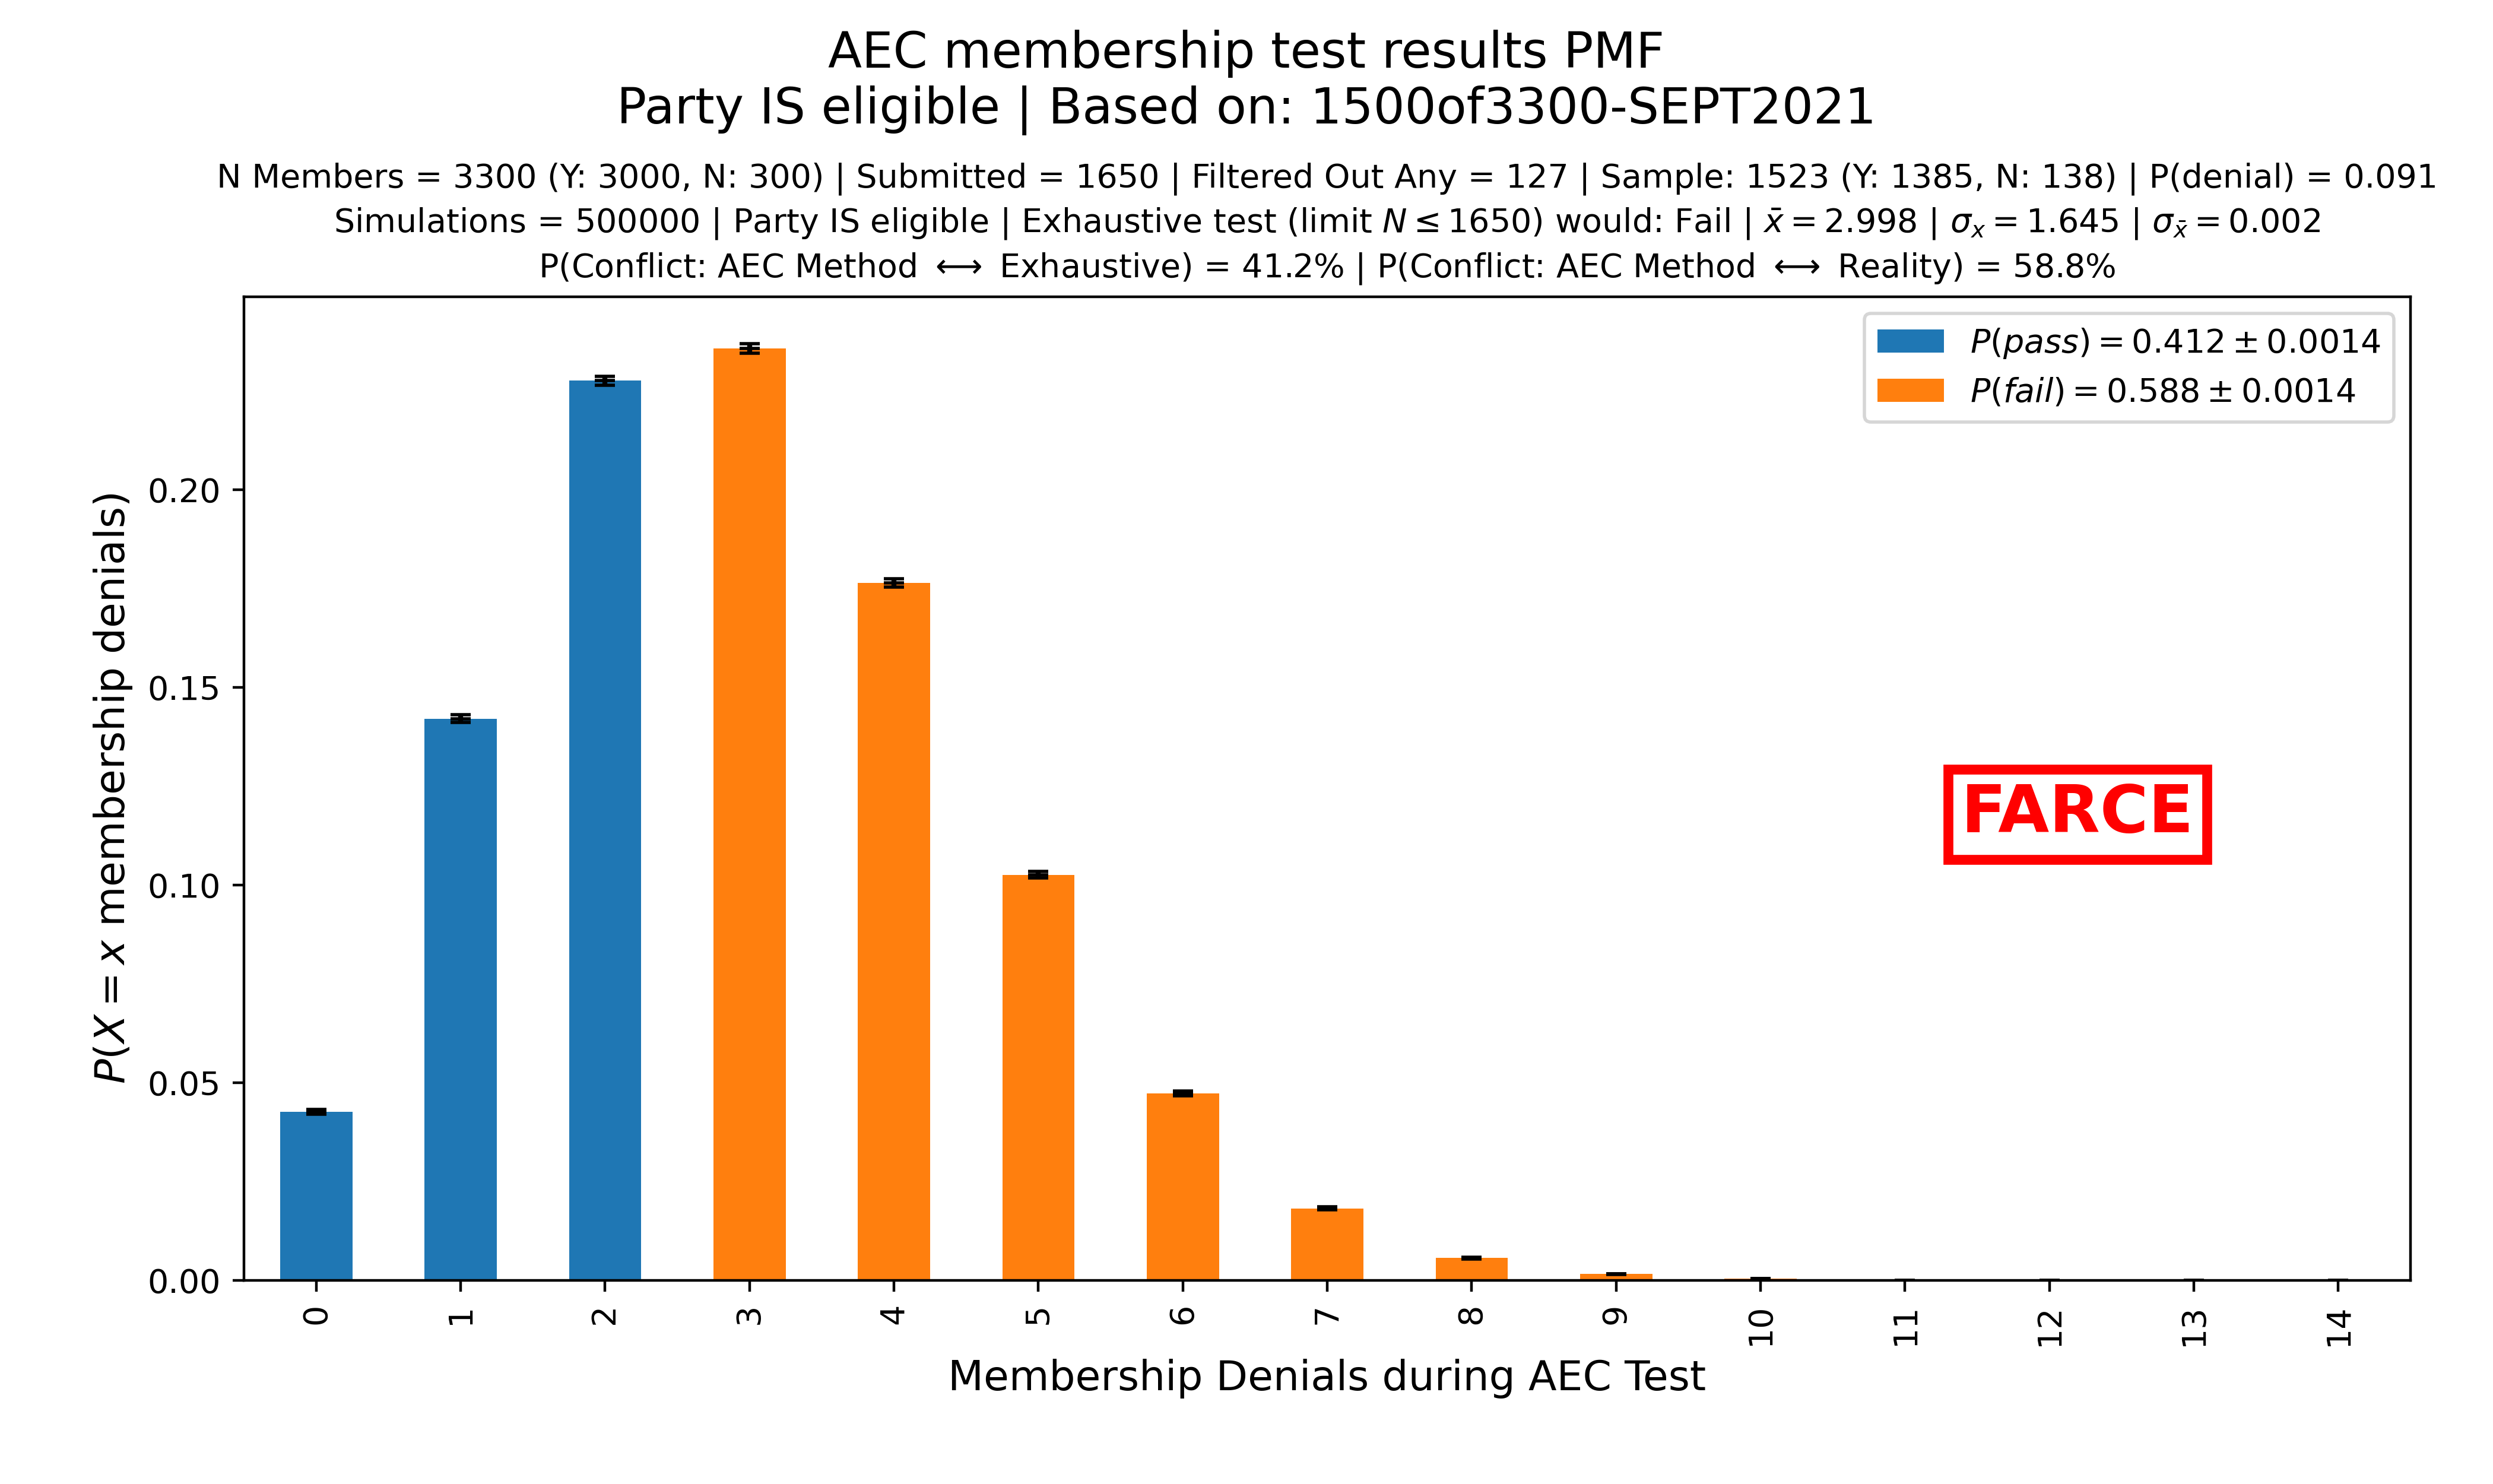 AEC membership test results PMF
Party IS eligible | Based on: 1500of3300-SEPT2021
N Members = 3300 (Y: 3000, N: 300) | Submitted = 1650 | Filtered Out Any = 127 | Sample: 1523 (Y: 1385, N: 138) | P(denial) = 0.091
Simulations = 500000 | Party IS eligible | Exhaustive test (limit N ≤ 1650) would: Fail | x̄ = 2.998 | σₓ = 1.645 | σ_x̄ = 0.002
P(Conflict: AEC Method ⟷ Exhaustive) = 41.2% | P(Conflict: AEC Method ⟷ Reality) = 58.8%
P(pass) = 0.412 ± 0.0014
P(fail) = 0.588 ± 0.0014
FARCE
P(X = x membership denials)
0.20
0.15
0.10
0.05
0.00
0 1 2 3 4 5 6 7 8 9 10 11 12 13 14
Membership Denials during AEC Test